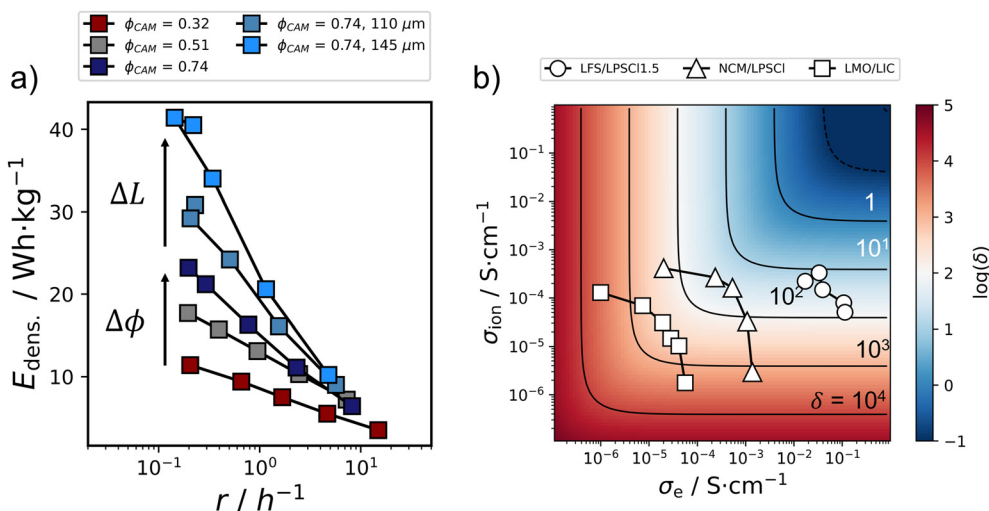 a)
ϕCAM = 0.32
ϕCAM = 0.51
ϕCAM = 0.74
ϕCAM = 0.74, 110 μm
ϕCAM = 0.74, 145 μm
Edens. / Wh·kg⁻¹
40
30
20
10
ΔL
Δϕ
10⁻¹
10⁰
10¹
r / h⁻¹
b)
LFS/LPSCl1.5
NCM/LPSCl
LMO/LIC
σion / S·cm⁻¹
10⁻¹
10⁻²
10⁻³
10⁻⁴
10⁻⁵
10⁻⁶
1
10¹
10²
10³
δ = 10⁴
10⁻⁶
10⁻⁵
10⁻⁴
10⁻³
10⁻²
10⁻¹
σe / S·cm⁻¹
5
4
3
2
1
0
−1
log(δ)